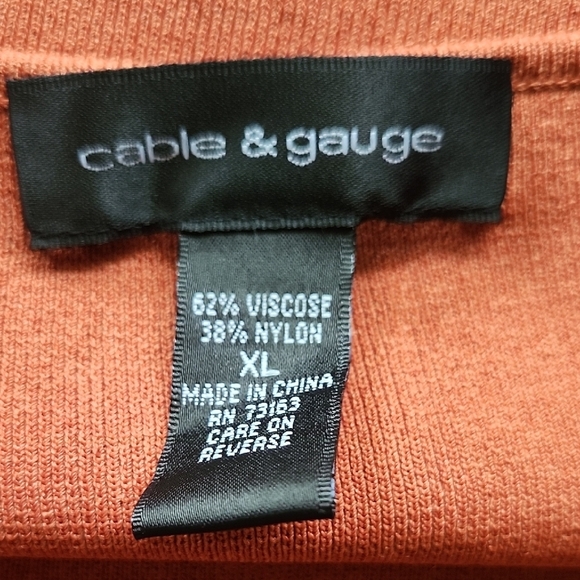 cable & gauge
62% VISCOSE
38% NYLON
XL
MADE IN CHINA
RN 73163
CARE ON
REVERSE